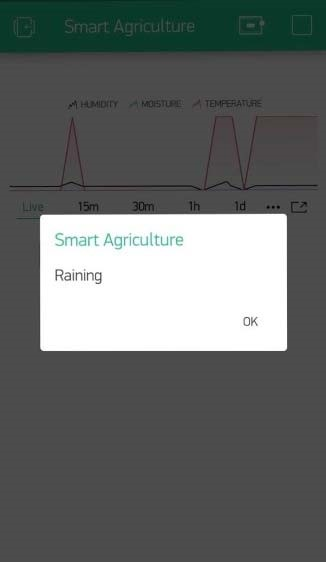 Smart Agriculture
HUMIDITY MOISTURE TEMPERATURE
Live 15m 30m 1h 1d
Smart Agriculture
Raining
OK